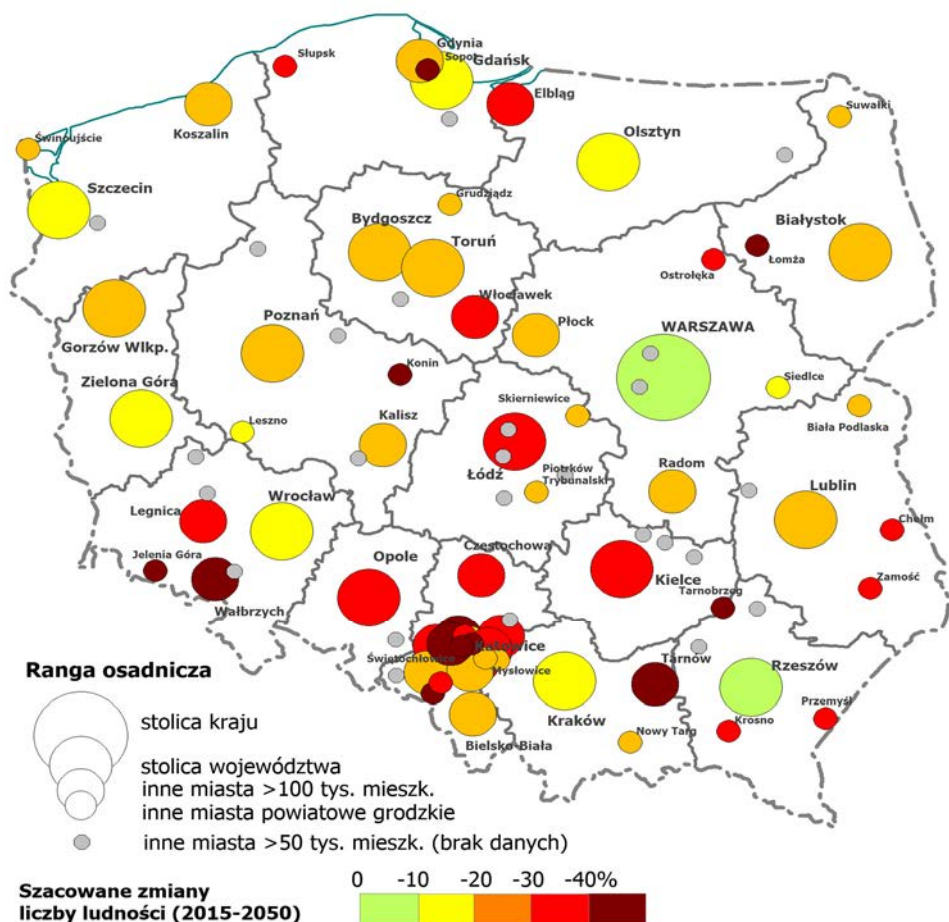 Słupsk
Gdynia
Sopot
Gdańsk
Elbląg
Suwałki
Koszalin
Olsztyn
Świnoujście
Szczecin
Grudziądz
Bydgoszcz
Białystok
Toruń
Łomża
Ostrołęka
Włocławek
Poznań
Płock
WARSZAWA
Gorzów Wlkp.
Konin
Zielona Góra
Skierniewice
Siedlce
Leszno
Kalisz
Biała Podlaska
Łódź
Piotrków
Trybunalski
Radom
Lublin
Legnica
Wrocław
Chełm
Częstochowa
Jelenia Góra
Opole
Kielce
Zamość
Wałbrzych
Tarnobrzeg
Katowice
Świętochłowice
Mysłowice
Tarnów
Rzeszów
Kraków
Przemyśl
Krosno
Bielsko-Biała
Nowy Targ
Ranga osadnicza
stolica kraju
stolica województwa
inne miasta >100 tys. mieszk.
inne miasta powiatowe grodzkie
inne miasta >50 tys. mieszk. (brak danych)
Szacowane zmiany
liczby ludności (2015-2050)
0 -10 -20 -30 -40%